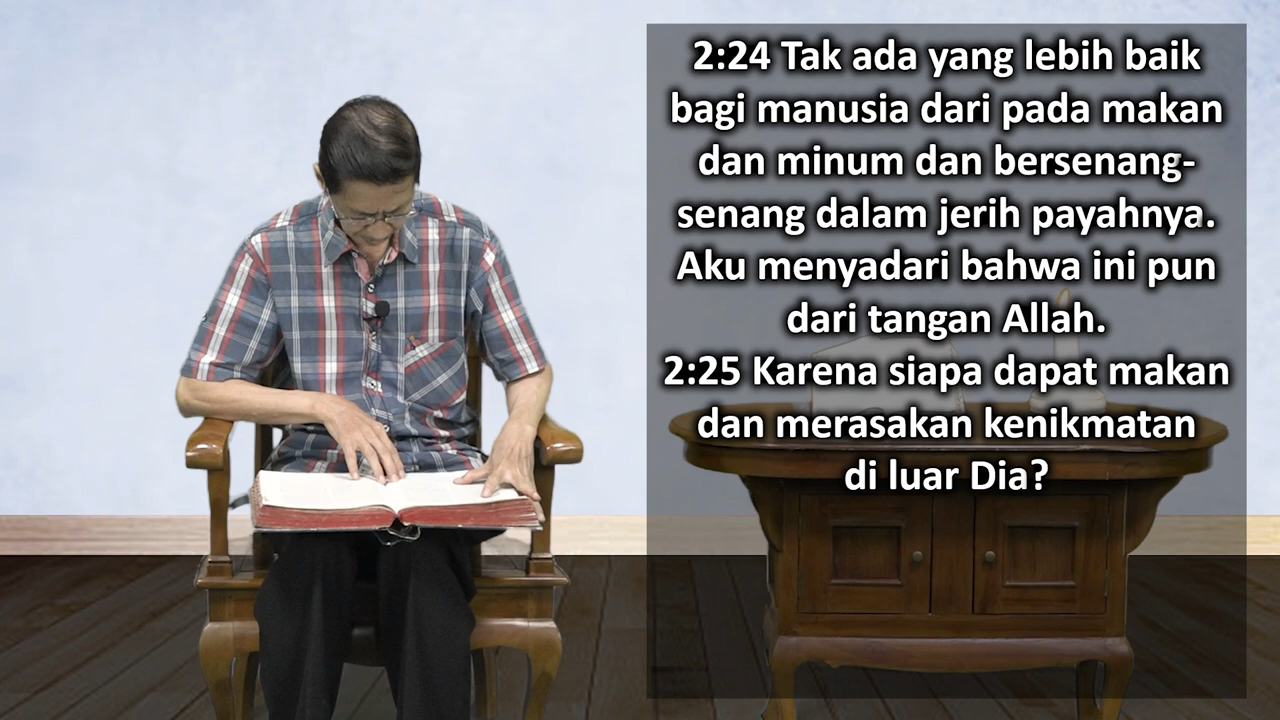 2:24 Tak ada yang lebih baik
bagi manusia dari pada makan
dan minum dan bersenang-
senang dalam jerih payahnya.
Aku menyadari bahwa ini pun
dari tangan Allah.
2:25 Karena siapa dapat makan
dan merasakan kenikmatan
di luar Dia?